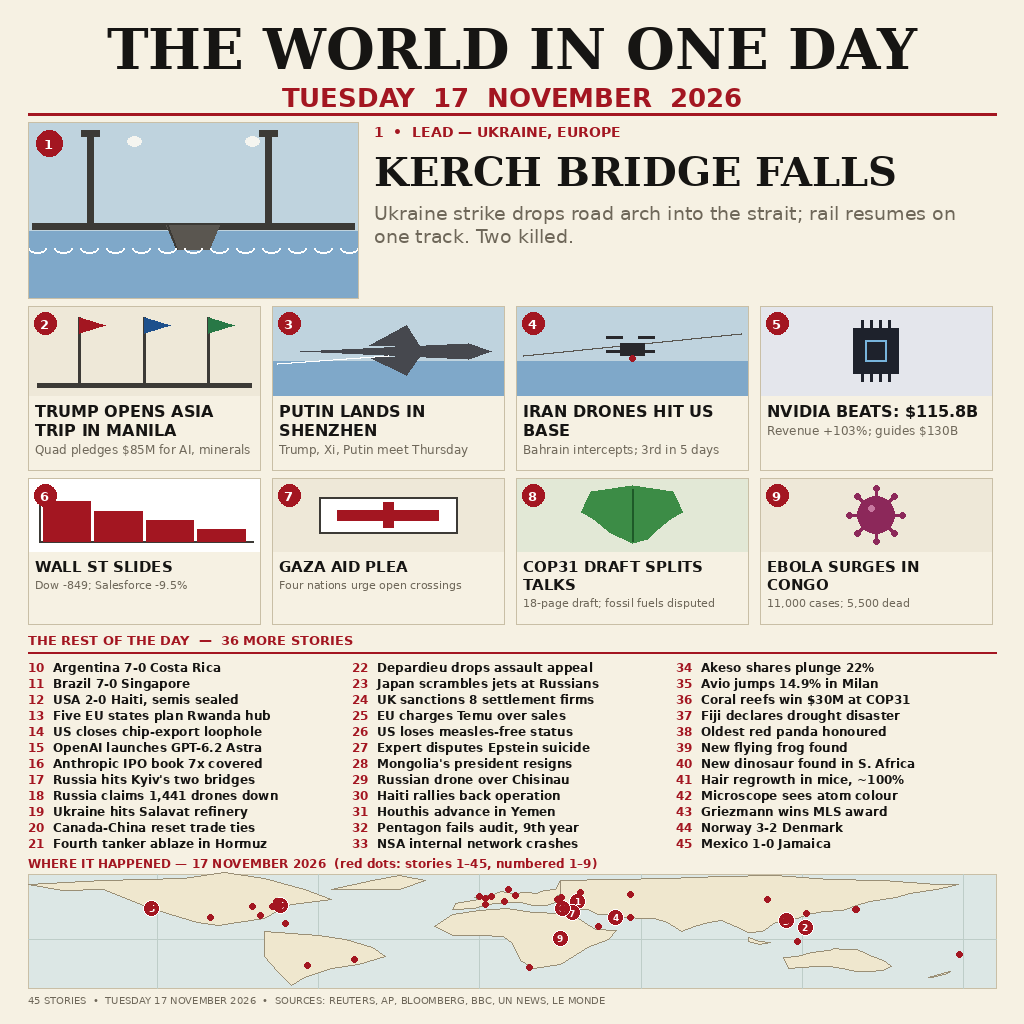 THE WORLD IN ONE DAY
TUESDAY 17 NOVEMBER 2026
1
1 • LEAD — UKRAINE, EUROPE
KERCH BRIDGE FALLS
Ukraine strike drops road arch into the strait; rail resumes on
one track. Two killed.
2
TRUMP OPENS ASIA
TRIP IN MANILA
Quad pledges $85M for AI, minerals
3
PUTIN LANDS IN
SHENZHEN
Trump, Xi, Putin meet Thursday
4
IRAN DRONES HIT US
BASE
Bahrain intercepts; 3rd in 5 days
5
NVIDIA BEATS: $115.8B
Revenue +103%; guides $130B
6
WALL ST SLIDES
Dow -849; Salesforce -9.5%
7
GAZA AID PLEA
Four nations urge open crossings
8
COP31 DRAFT SPLITS
TALKS
18-page draft; fossil fuels disputed
9
EBOLA SURGES IN
CONGO
11,000 cases; 5,500 dead
THE REST OF THE DAY — 36 MORE STORIES
10 Argentina 7-0 Costa Rica
11 Brazil 7-0 Singapore
12 USA 2-0 Haiti, semis sealed
13 Five EU states plan Rwanda hub
14 US closes chip-export loophole
15 OpenAI launches GPT-6.2 Astra
16 Anthropic IPO book 7x covered
17 Russia hits Kyiv's two bridges
18 Russia claims 1,441 drones down
19 Ukraine hits Salavat refinery
20 Canada-China reset trade ties
21 Fourth tanker ablaze in Hormuz
22 Depardieu drops assault appeal
23 Japan scrambles jets at Russians
24 UK sanctions 8 settlement firms
25 EU charges Temu over sales
26 US loses measles-free status
27 Expert disputes Epstein suicide
28 Mongolia's president resigns
29 Russian drone over Chisinau
30 Haiti rallies back operation
31 Houthis advance in Yemen
32 Pentagon fails audit, 9th year
33 NSA internal network crashes
34 Akeso shares plunge 22%
35 Avio jumps 14.9% in Milan
36 Coral reefs win $30M at COP31
37 Fiji declares drought disaster
38 Oldest red panda honoured
39 New flying frog found
40 New dinosaur found in S. Africa
41 Hair regrowth in mice, ~100%
42 Microscope sees atom colour
43 Griezmann wins MLS award
44 Norway 3-2 Denmark
45 Mexico 1-0 Jamaica
WHERE IT HAPPENED — 17 NOVEMBER 2026 (red dots: stories 1–45, numbered 1–9)
1
7
4
2
9
45 STORIES • TUESDAY 17 NOVEMBER 2026 • SOURCES: REUTERS, AP, BLOOMBERG, BBC, UN NEWS, LE MONDE